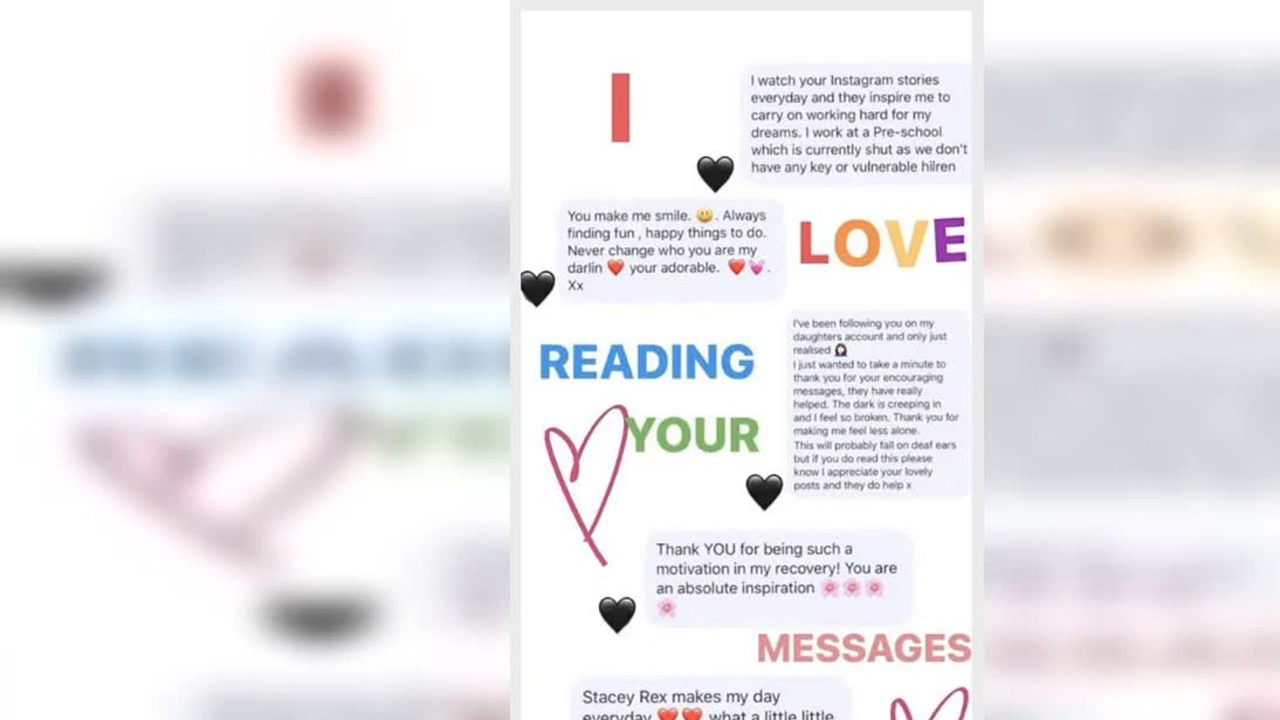 I
I watch your Instagram stories
everyday and they inspire me to
carry on working hard for my
dreams. I work at a Pre-school
which is currently shut as we don't
have any key or vulnerable hilren
You make me smile. 😃. Always
finding fun , happy things to do.
Never change who you are my
darlin ❤️ your adorable. ❤️💓.
Xx
LOVE
READING
YOUR
I've been following you on my
daughters account and only just
realised 🤦🏻‍♀️
I just wanted to take a minute to
thank you for your encouraging
messages, they have really
helped. The dark is creeping in
and I feel so broken. Thank you for
making me feel less alone.
This will probably fall on deaf ears
but if you do read this please
know I appreciate your lovely
posts and they do help x
Thank YOU for being such a
motivation in my recovery! You are
an absolute inspiration 🌸🌸🌸
🌸
MESSAGES
Stacey Rex makes my day
everyday ❤️❤️ what a little little